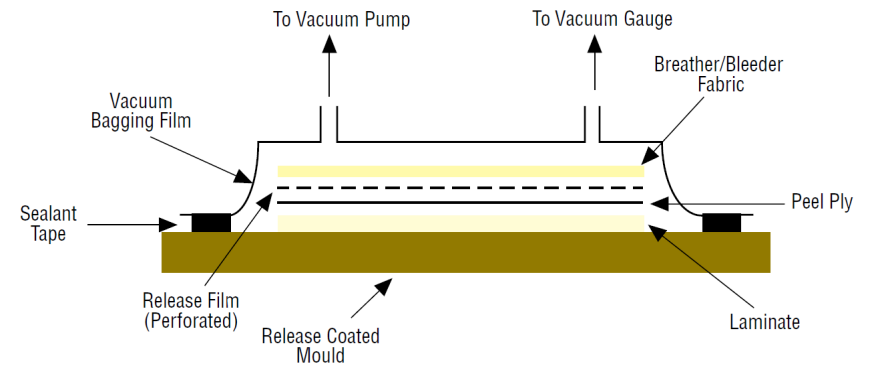 To Vacuum Pump
To Vacuum Gauge
Breather/Bleeder
Fabric
Vacuum
Bagging Film
Sealant
Tape
Peel Ply
Release Film
(Perforated)
Release Coated
Mould
Laminate